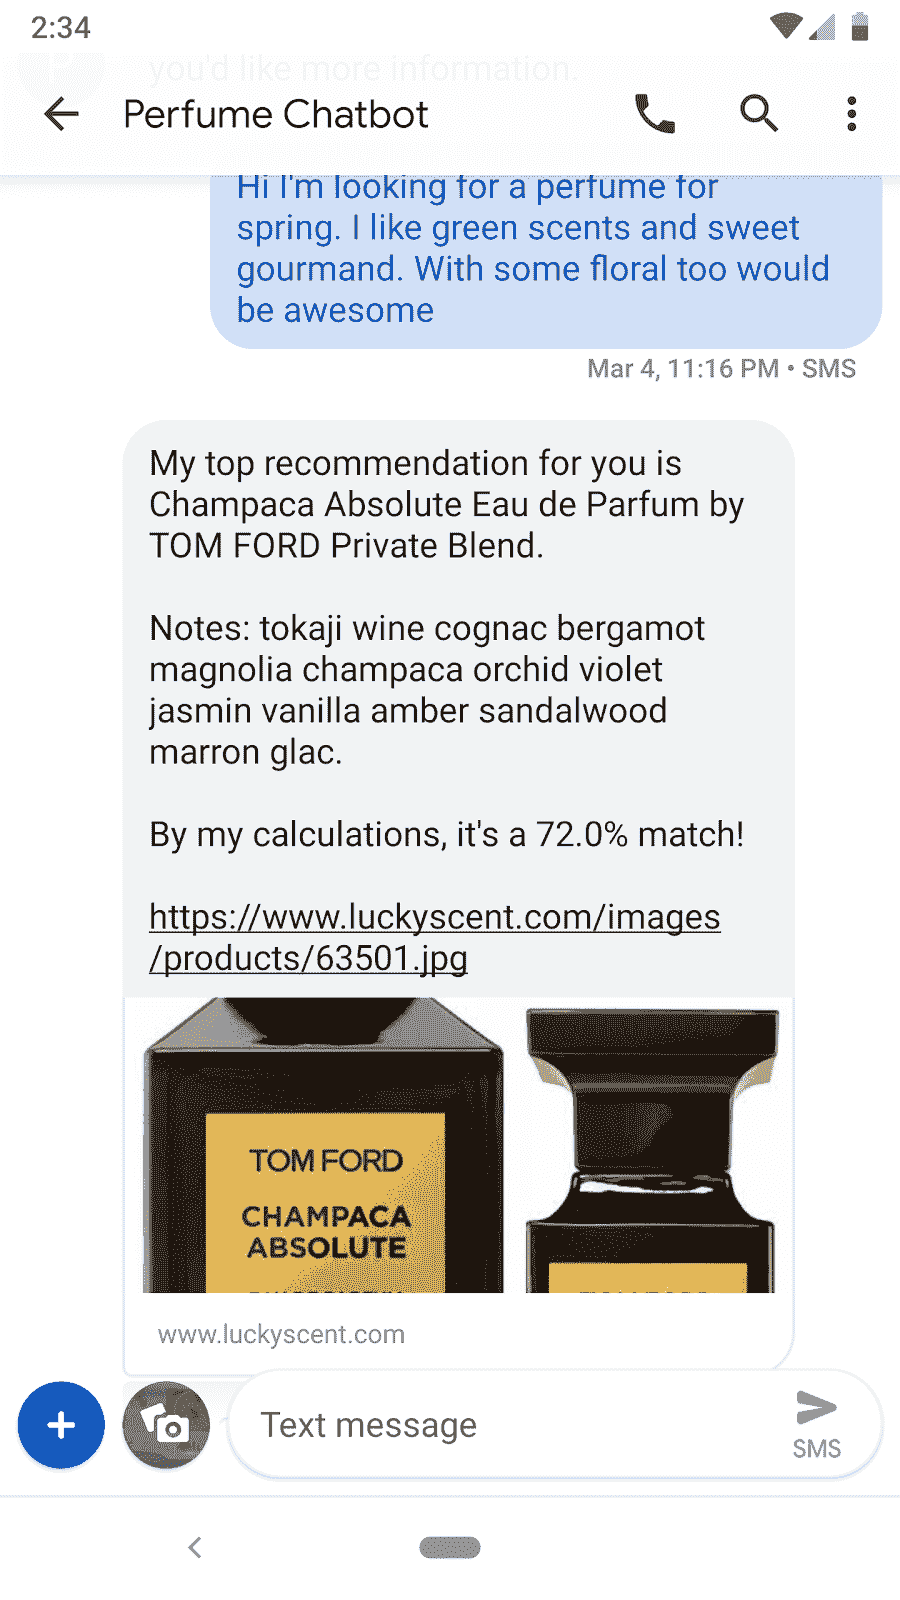 2:34
you'd like more information.
Perfume Chatbot
Hi I'm looking for a perfume for
spring. I like green scents and sweet
gourmand. With some floral too would
be awesome
Mar 4, 11:16 PM • SMS
My top recommendation for you is
Champaca Absolute Eau de Parfum by
TOM FORD Private Blend.
Notes: tokaji wine cognac bergamot
magnolia champaca orchid violet
jasmin vanilla amber sandalwood
marron glac.
By my calculations, it's a 72.0% match!
https://www.luckyscent.com/images
/products/63501.jpg
TOM FORD
CHAMPACA
ABSOLUTE
www.luckyscent.com
Text message
SMS